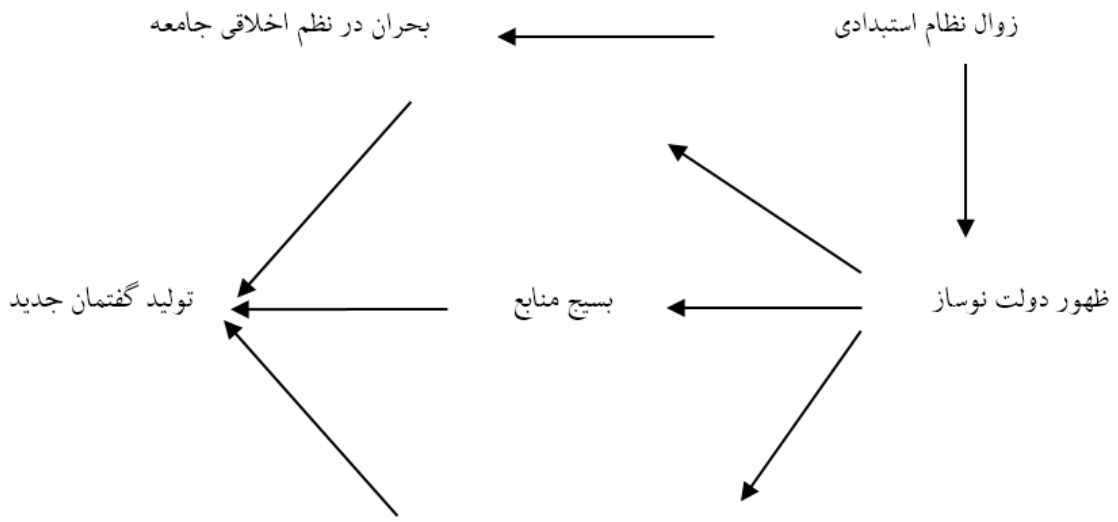 زوال نظام استبدادی
بحران در نظم اخلاقی جامعه
ظهور دولت نوساز
بسیج منابع
تولید گفتمان جدید